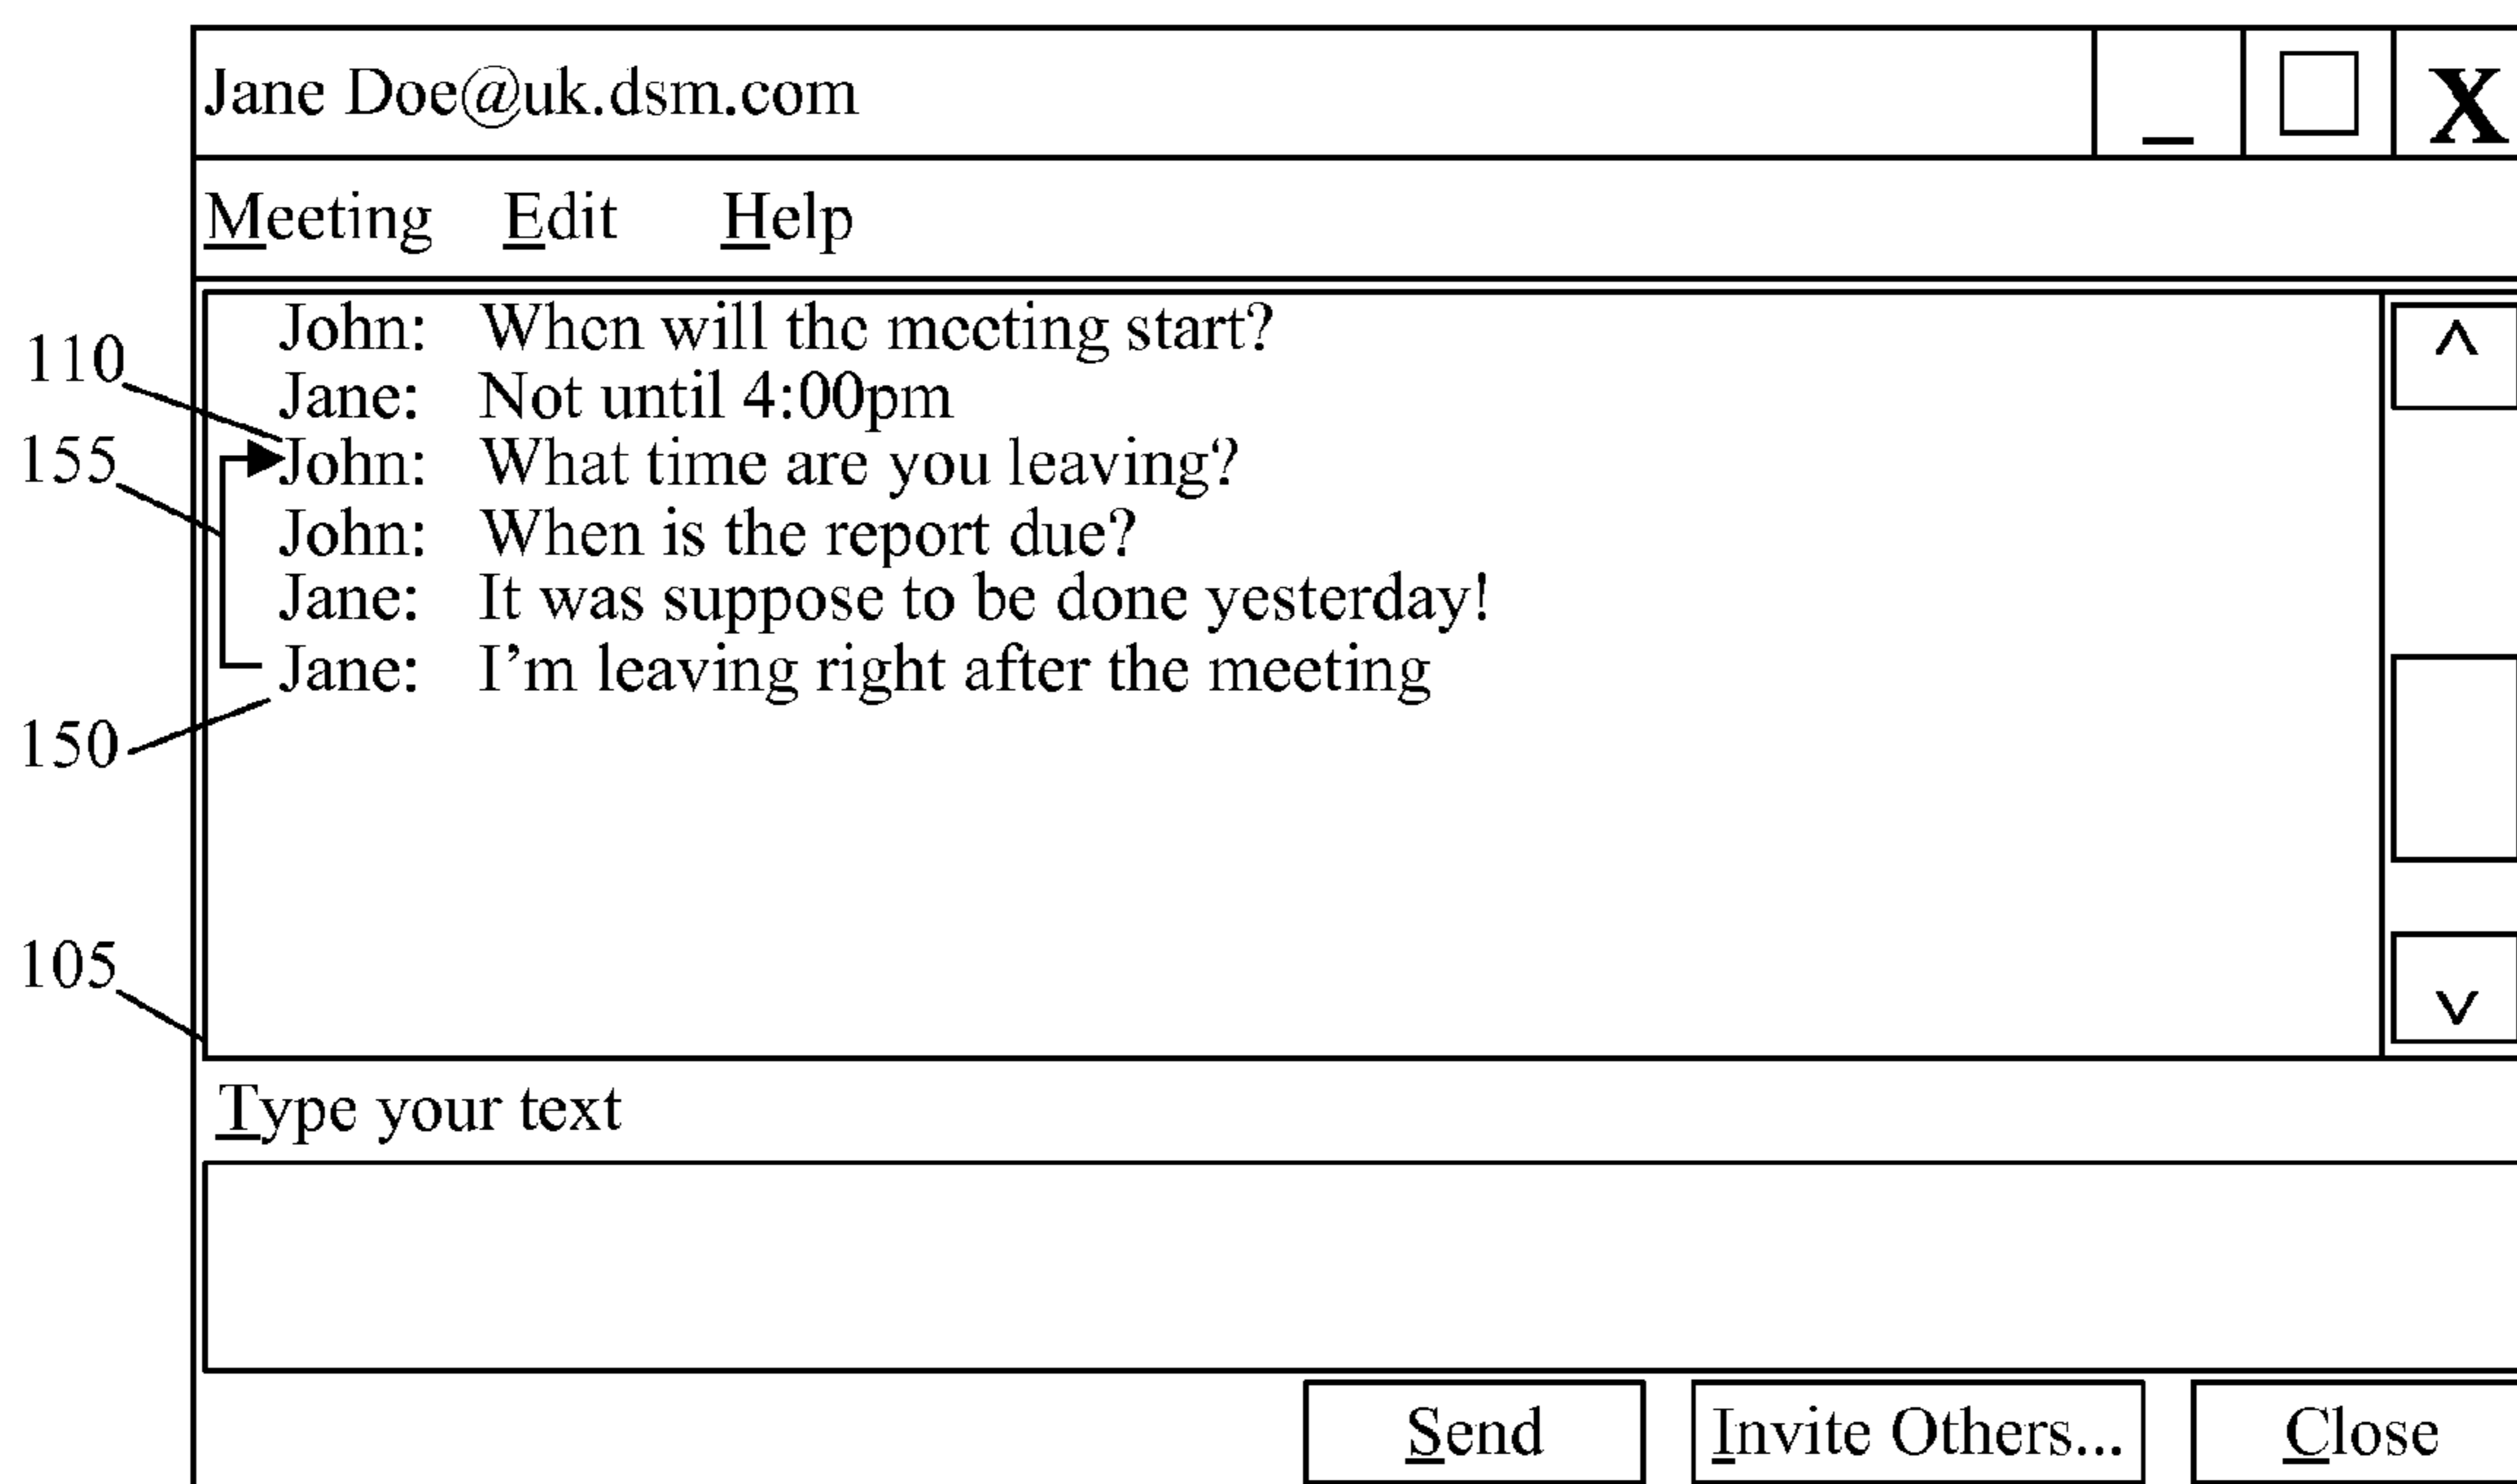 Jane Doe@uk.dsm.com _ X
Meeting Edit Help
John: When will the meeting start? ^
110
Jane: Not until 4:00pm
155
John: What time are you leaving?
John: When is the report due?
Jane: It was suppose to be done yesterday!
Jane: I'm leaving right after the meeting
150
105
v
Type your text
Send Invite Others... Close